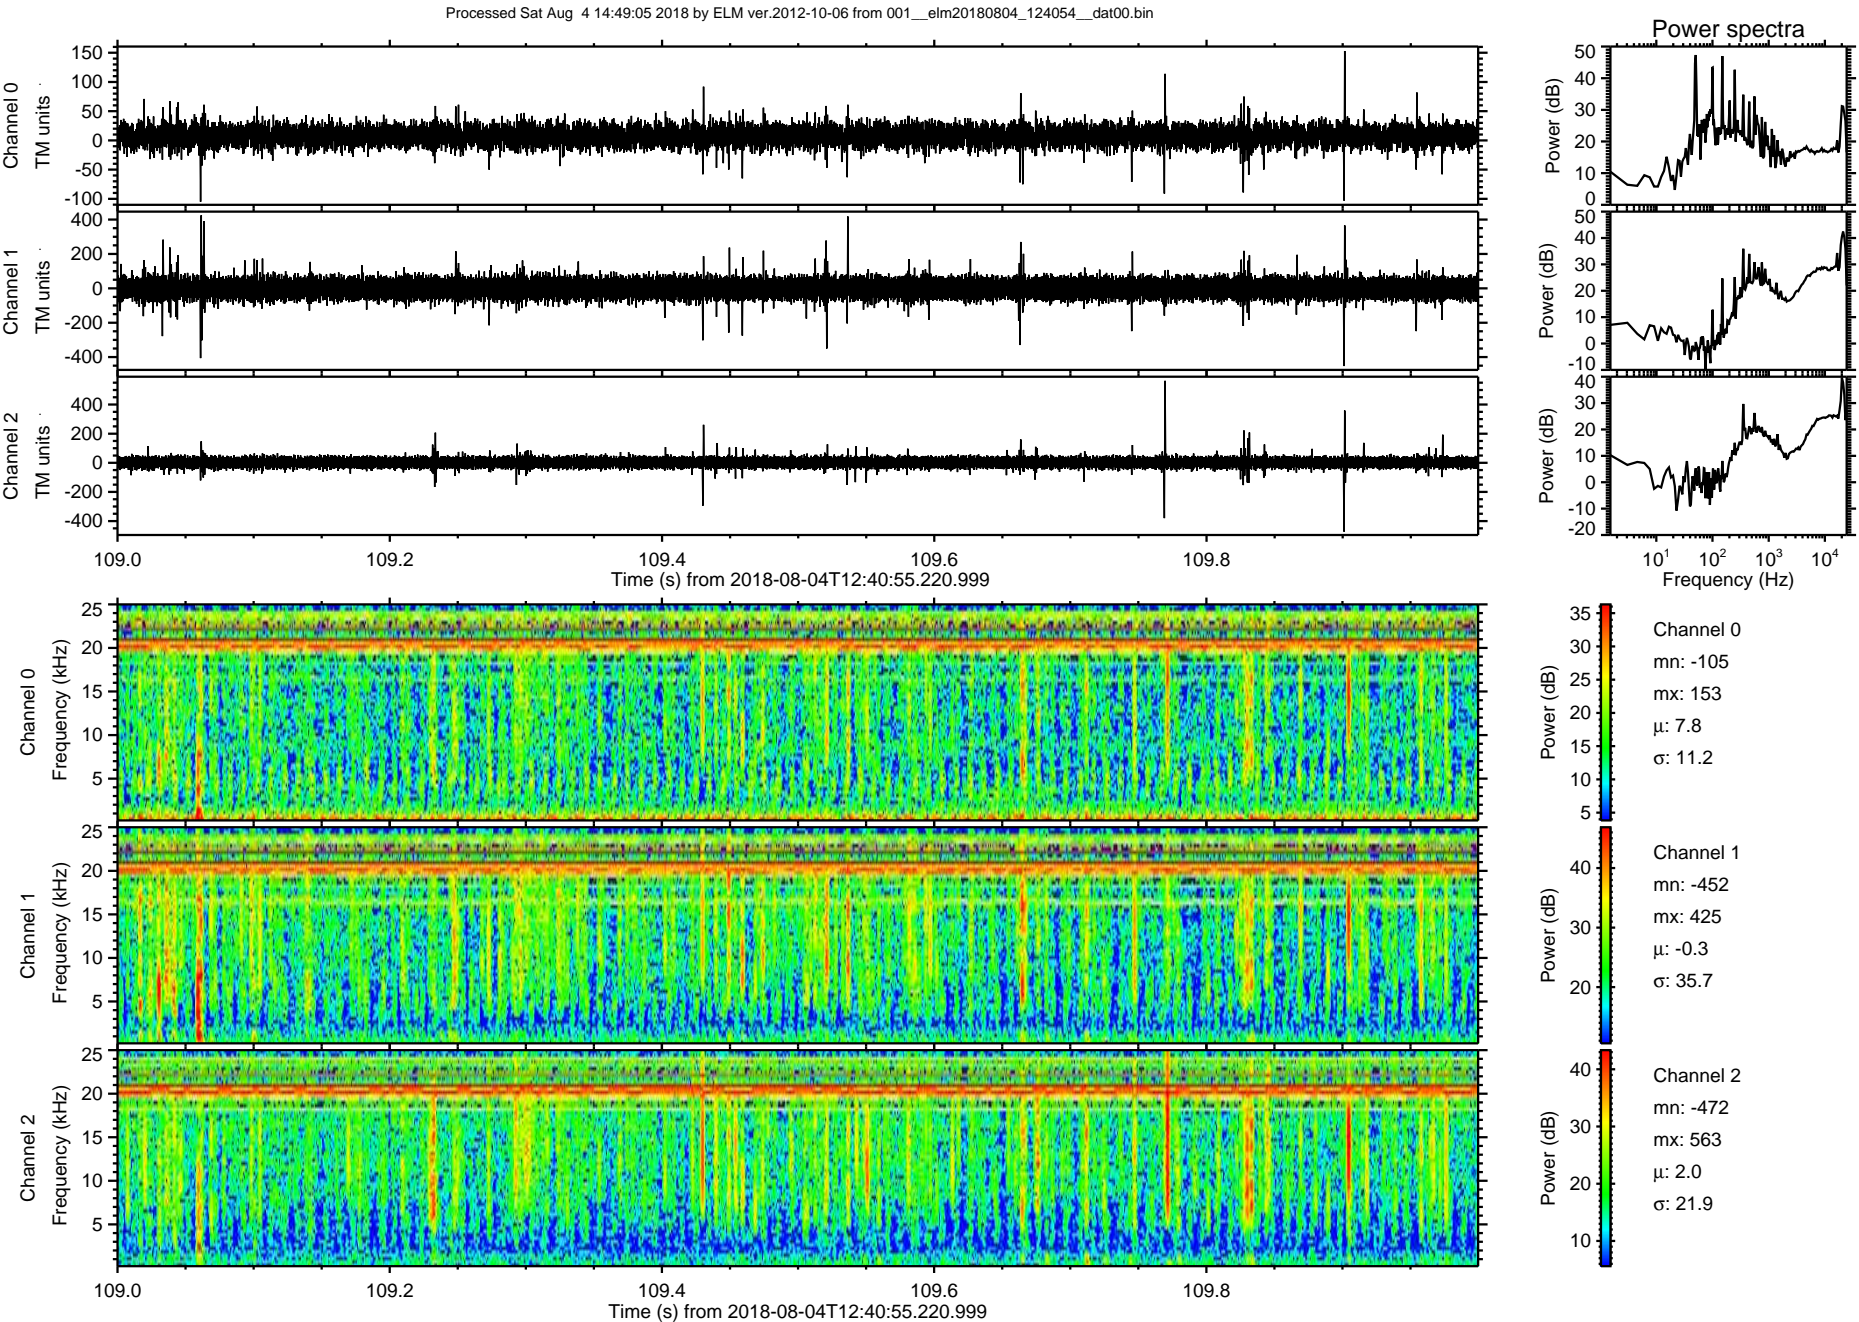 Processed Sat Aug  4 14:49:05 2018 by ELM ver.2012-10-06 from 001__elm20180804_124054__dat00.bin
Power spectra
Channel 0
TM units
150
100
50
0
-50
-100
Power (dB)
50
40
30
20
10
0
Channel 1
TM units
400
200
0
-200
-400
Power (dB)
50
40
30
20
10
0
-10
Channel 2
TM units
400
200
0
-200
-400
Power (dB)
40
30
20
10
0
-10
-20
109.0 109.2 109.4 109.6 109.8
Time (s) from 2018-08-04T12:40:55.220.999
10¹ 10² 10³ 10⁴
Frequency (Hz)
Channel 0
Frequency (kHz)
25
20
15
10
5
Power (dB)
35
30
25
20
15
10
5
Channel 0
mn: -105
mx: 153
μ: 7.8
σ: 11.2
Channel 1
Frequency (kHz)
25
20
15
10
5
Power (dB)
40
30
20
Channel 1
mn: -452
mx: 425
μ: -0.3
σ: 35.7
Channel 2
Frequency (kHz)
25
20
15
10
5
Power (dB)
40
30
20
10
Channel 2
mn: -472
mx: 563
μ: 2.0
σ: 21.9
109.0 109.2 109.4 109.6 109.8
Time (s) from 2018-08-04T12:40:55.220.999